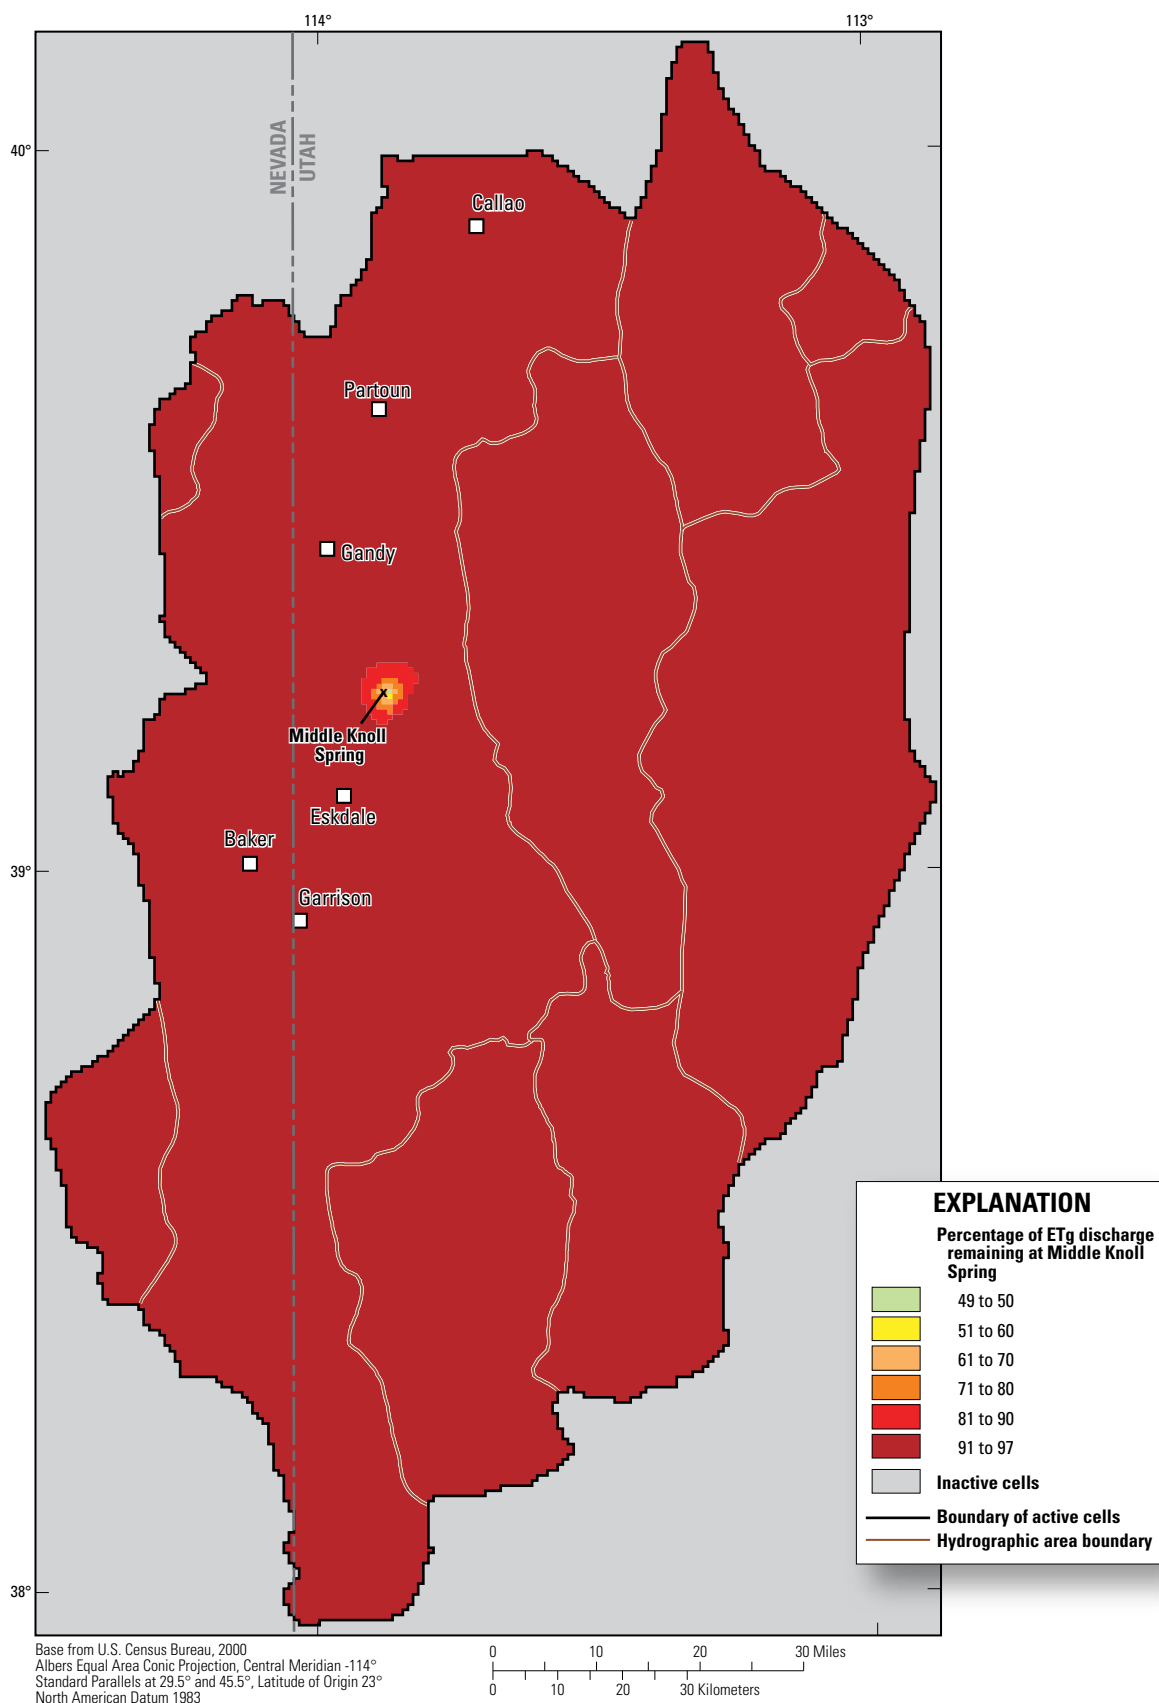 114°
113°
40°
NEVADA
UTAH
Callao
Partoun
Gandy
x
Middle Knoll
Spring
Eskdale
Baker
39°
Garrison
EXPLANATION
Percentage of ETg discharge
remaining at Middle Knoll
Spring
49 to 50
51 to 60
61 to 70
71 to 80
81 to 90
91 to 97
Inactive cells
Boundary of active cells
Hydrographic area boundary
38°
Base from U.S. Census Bureau, 2000
Albers Equal Area Conic Projection, Central Meridian -114°
Standard Parallels at 29.5° and 45.5°, Latitude of Origin 23°
North American Datum 1983
0 10 20 30 Miles
0 10 20 30 Kilometers